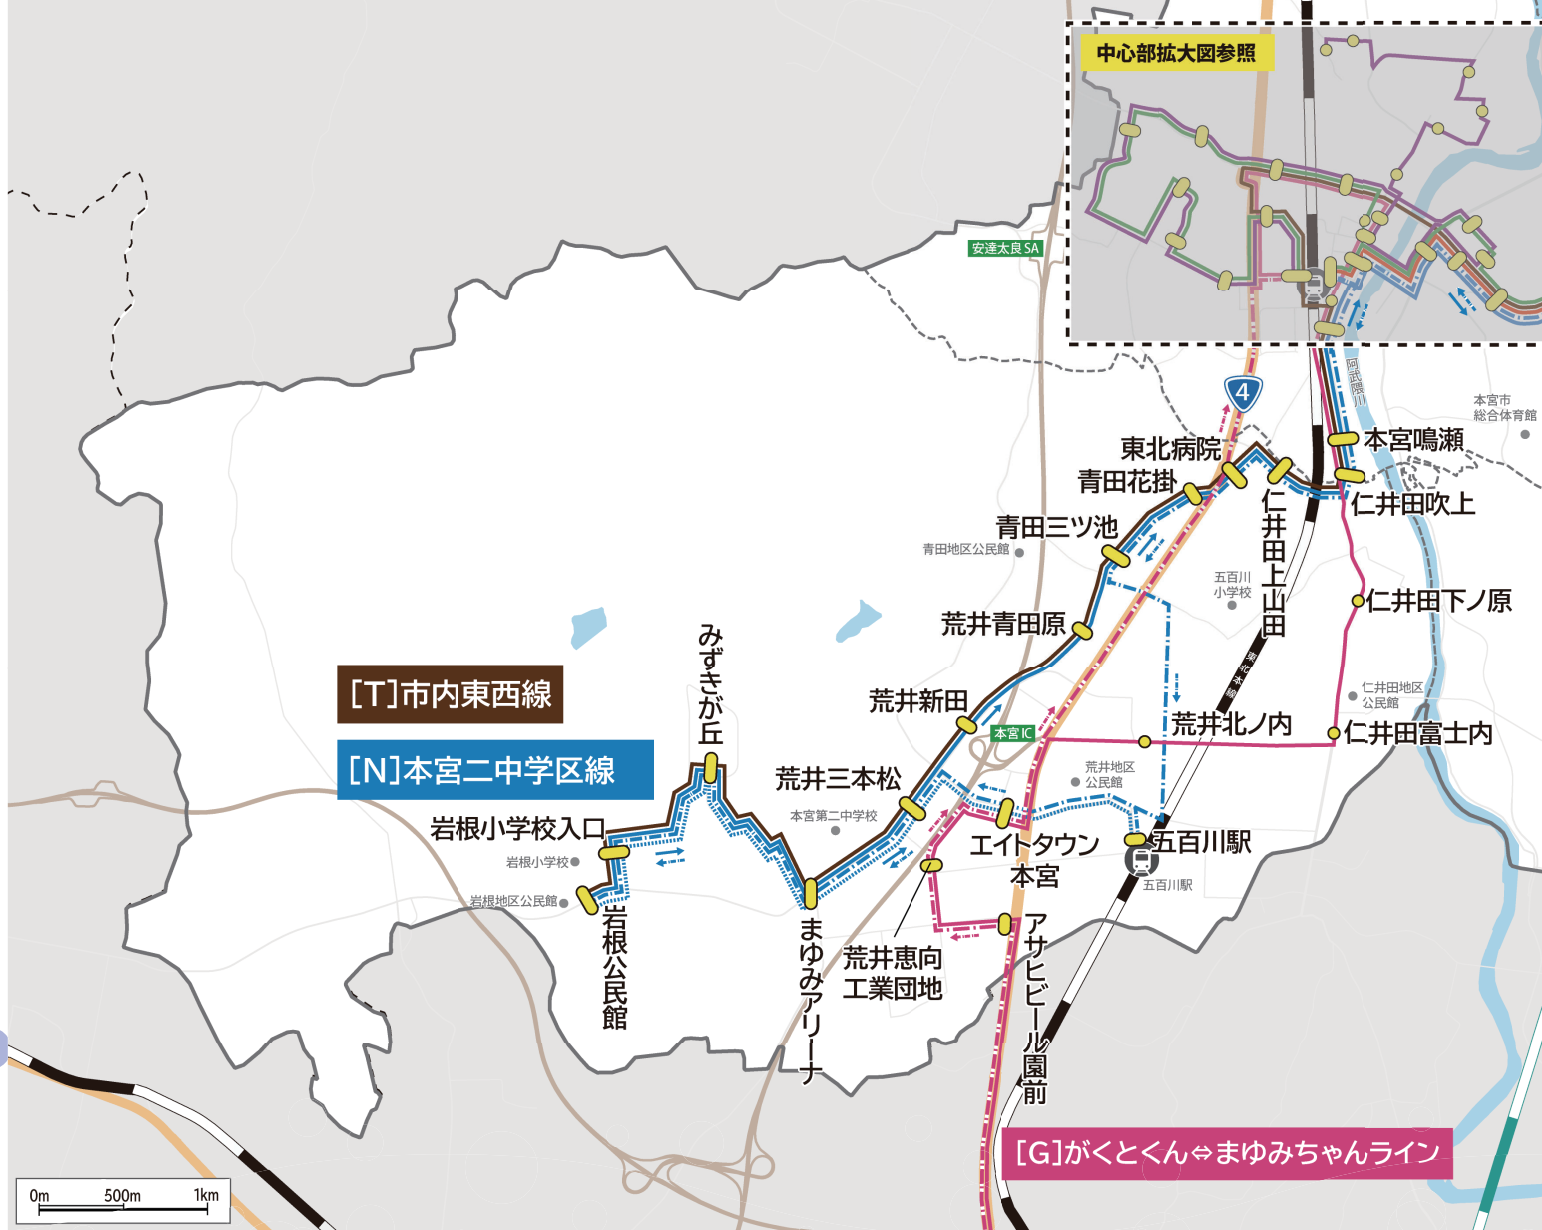 中心部拡大図参照
安達太良SA
4
阿武隈川
本宮市
総合体育館
東北病院
本宮鳴瀬
青田花掛
仁井田吹上
青田三ツ池
仁井田上山田
青田地区公民館
五百川
小学校
仁井田下ノ原
荒井青田原
みずきが丘
東北本線
[T]市内東西線
荒井新田
仁井田地区
公民館
本宮IC
荒井北ノ内
仁井田富士内
[N]本宮二中学区線
荒井三本松
荒井地区
公民館
本宮第二中学校
岩根小学校入口
エイトタウン
本宮
五百川駅
岩根小学校
五百川駅
岩根地区公民館
岩根公民館
まゆみアリーナ
荒井恵向
工業団地
アサヒビール園前
[G]がくとくん⇔まゆみちゃんライン
0m 500m 1km